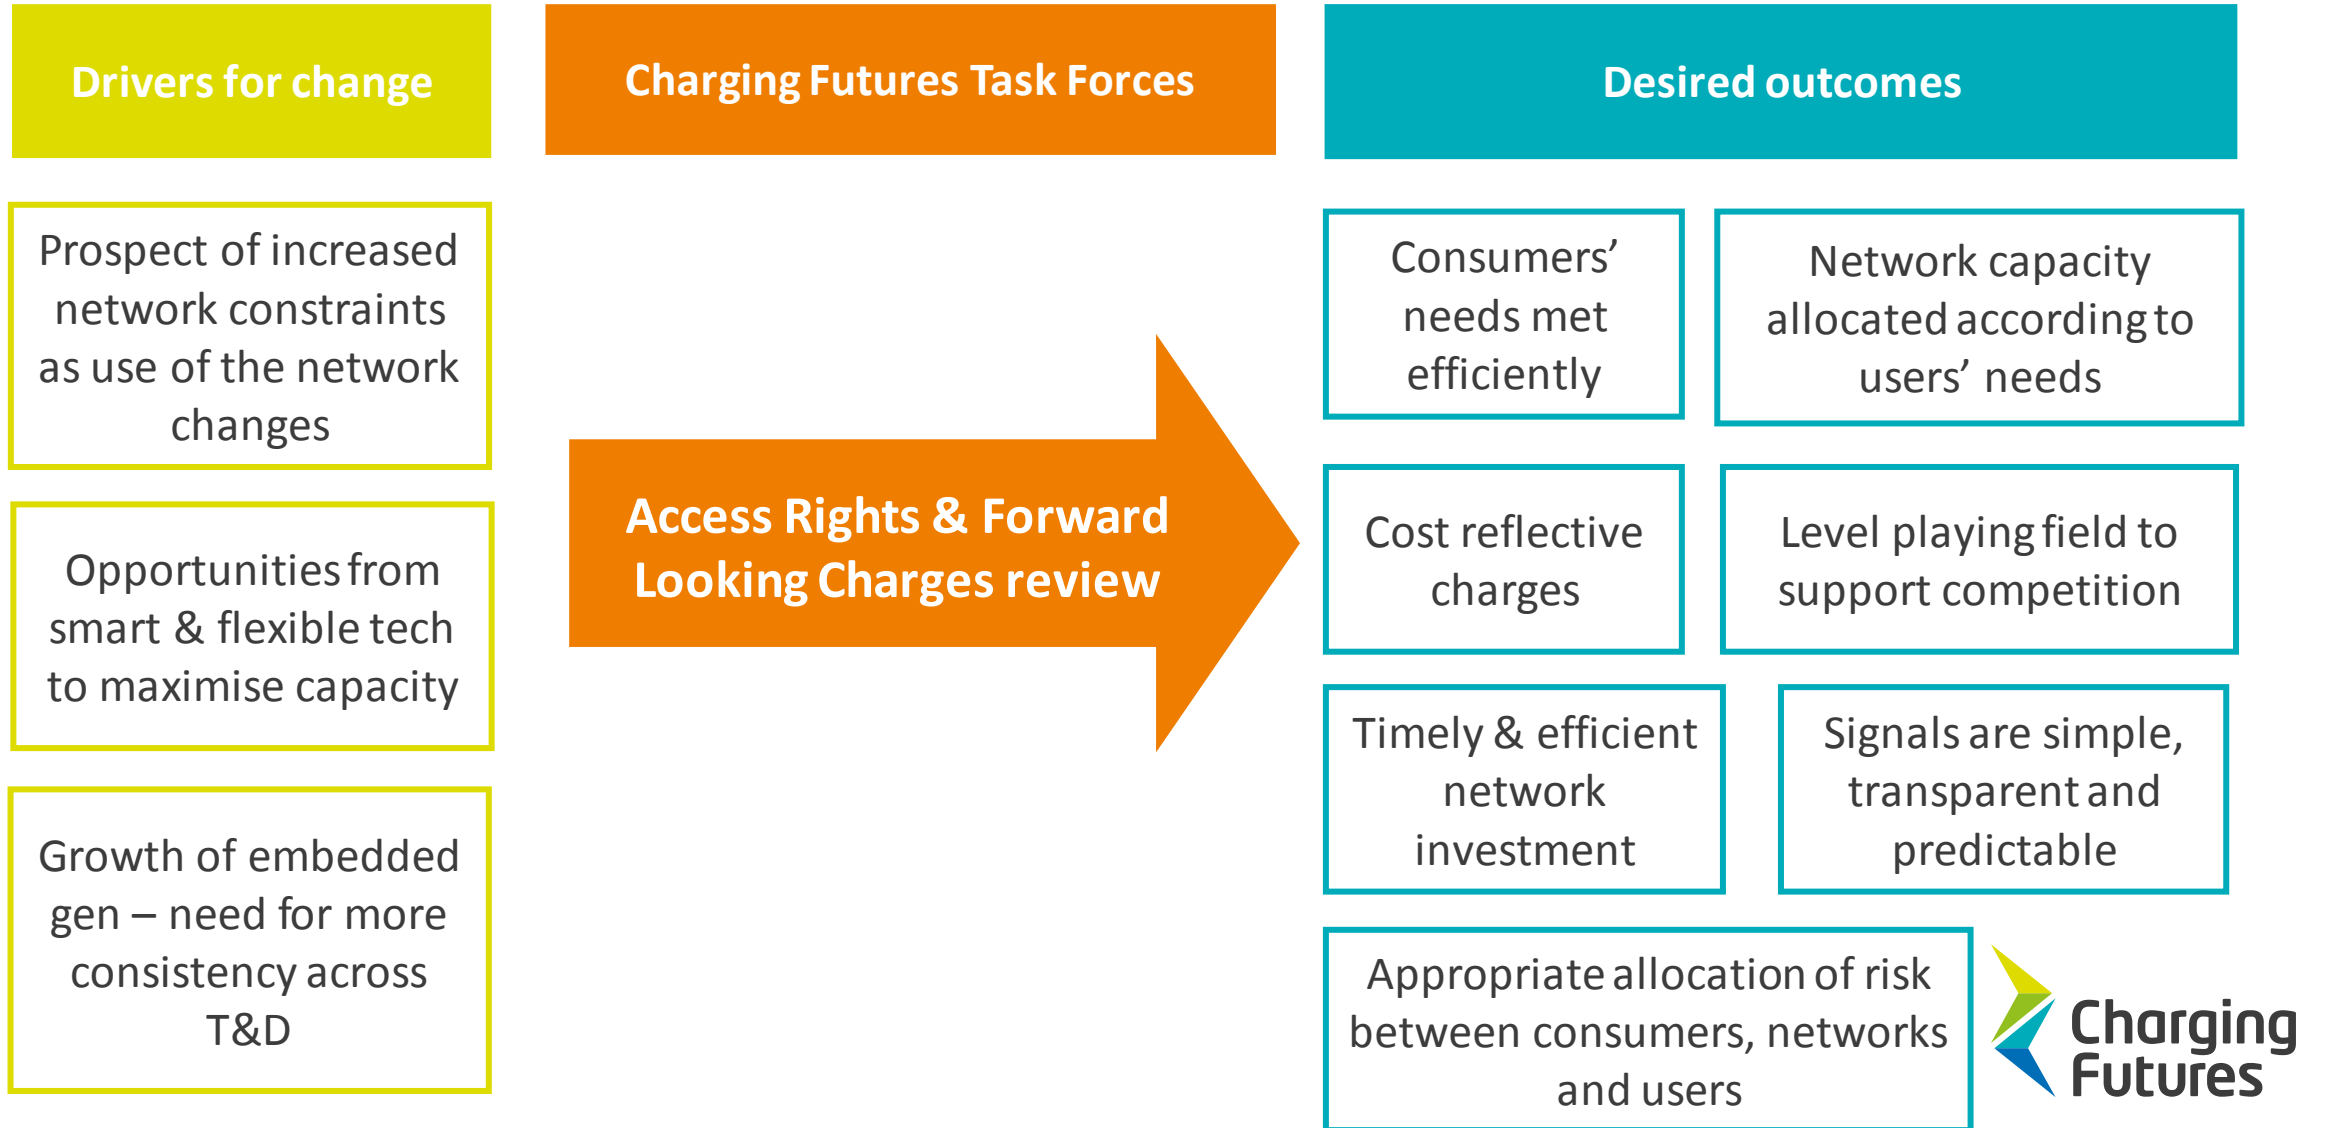 Drivers for change
Charging Futures Task Forces
Desired outcomes
Prospect of increased
network constraints
as use of the network
changes
Opportunities from
smart & flexible tech
to maximise capacity
Growth of embedded
gen – need for more
consistency across
T&D
Access Rights & Forward
Looking Charges review
Consumers’
needs met
efficiently
Network capacity
allocated according to
users’ needs
Cost reflective
charges
Level playing field to
support competition
Timely & efficient
network
investment
Signals are simple,
transparent and
predictable
Appropriate allocation of risk
between consumers, networks
and users
Charging
Futures